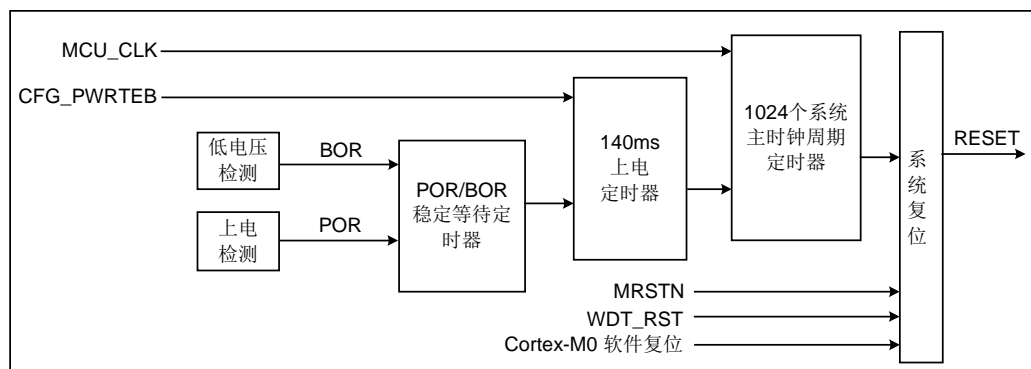 MCU_CLK
CFG_PWRTEB
低电压
检测
BOR
上电
检测
POR
POR/BOR
稳定等待定
时器
140ms
上电
定时器
1024个系统
主时钟周期
定时器
系统复位
RESET
MRSTN
WDT_RST
Cortex-M0 软件复位